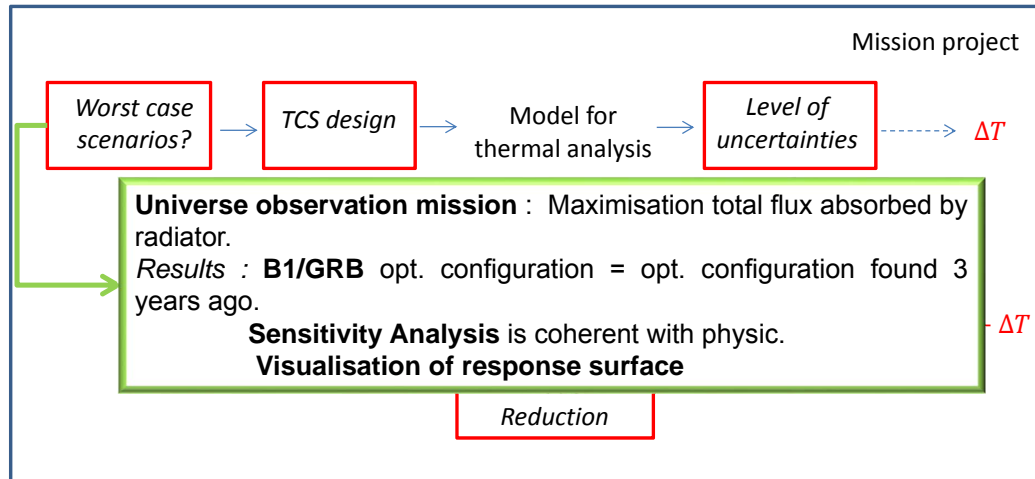 Mission project
Worst case
scenarios?
TCS design
Model for
thermal analysis
Level of
uncertainties
ΔT
Universe observation mission : Maximisation total flux absorbed by
radiator.
Results : B1/GRB opt. configuration = opt. configuration found 3
years ago.
Sensitivity Analysis is coherent with physic.
Visualisation of response surface
- ΔT
Reduction